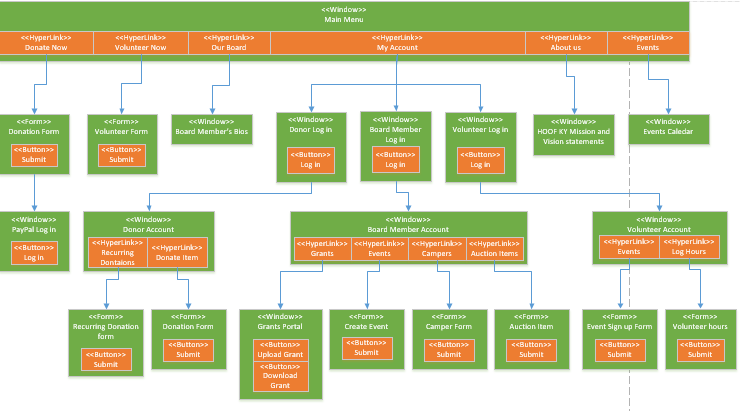 <<Window>>
Main Menu
<<HyperLink>>
Donate Now
<<HyperLink>>
Volunteer Now
<<HyperLink>>
Our Board
<<HyperLink>>
My Account
<<HyperLink>>
About us
<<HyperLink>>
Events
<<Form>>
Donation Form
<<Button>>
Submit
<<Form>>
Volunteer Form
<<Button>>
Submit
<<Window>>
Board Member's Bios
<<Window>>
Donor Log in
<<Button>>
Log in
<<Window>>
Board Member
Log in
<<Button>>
Log in
<<Window>>
Volunteer Log in
<<Button>>
Log in
<<Window>>
HOOF KY Mission and
Vision statements
<<Window>>
Events Caledar
<<Window>>
PayPal Log in
<<Button>>
Log in
<<Window>>
Donor Account
<<HyperLink>>
Recurring
Dontaions
<<HyperLink>>
Donate Item
<<Window>>
Board Member Account
<<HyperLink>>
Grants
<<HyperLink>>
Events
<<HyperLink>>
Campers
<<HyperLink>>
Auction Items
<<Window>>
Volunteer Account
<<HyperLink>>
Events
<<HyperLink>>
Log Hours
<<Form>>
Recurring Donation
form
<<Button>>
Submit
<<Form>>
Donation Form
<<Button>>
Submit
<<Window>>
Grants Portal
<<Button>>
Upload Grant
<<Button>>
Download
Grant
<<Form>>
Create Event
<<Button>>
Submit
<<Form>>
Camper Form
<<Button>>
Submit
<<Form>>
Auction Item
<<Button>>
Submit
<<Form>>
Event Sign up Form
<<Button>>
Submit
<<Form>>
Volunteer hours
<<Button>>
Submit